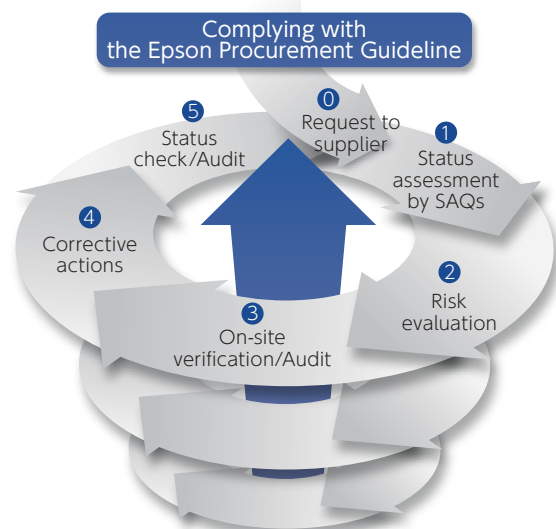 Complying with
the Epson Procurement Guideline
0
Request to
supplier
1
Status
assessment
by SAQs
2
Risk
evaluation
3
On-site
verification/Audit
4
Corrective
actions
5
Status
check/Audit